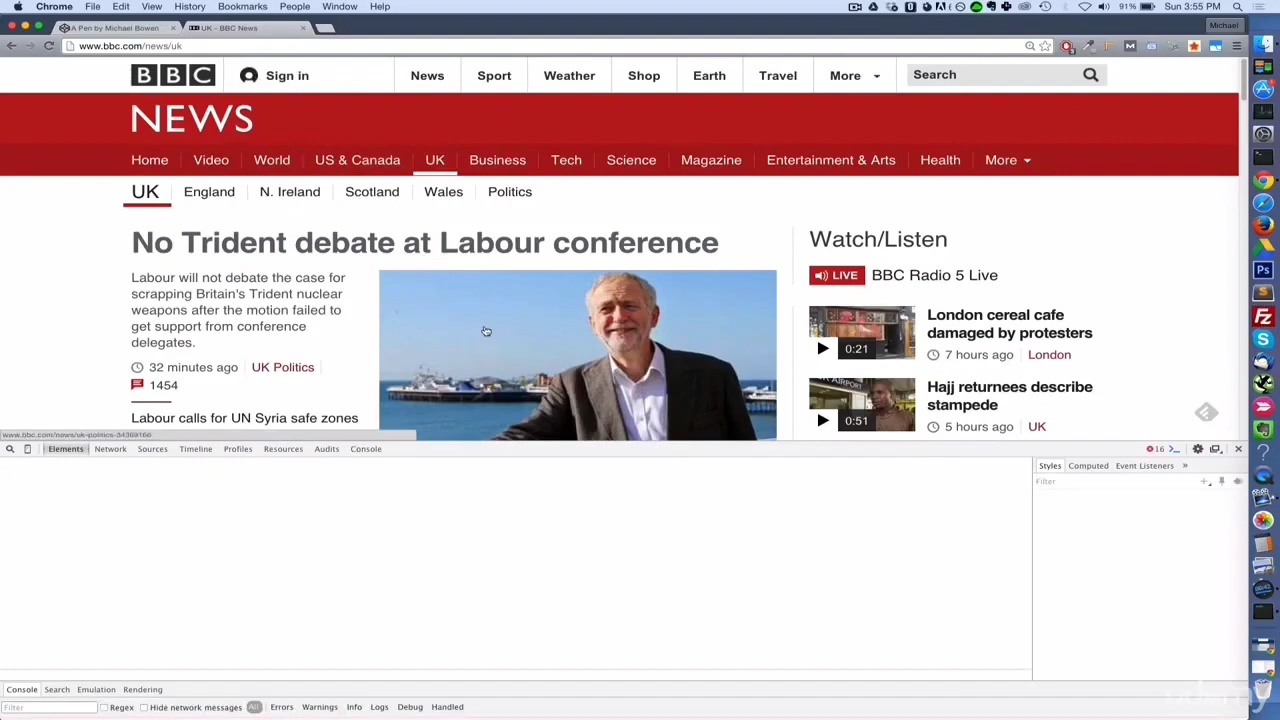 Chrome File Edit View History Bookmarks People Window Help 91% Sun 3:55 PM
A Pen by Michael Bowen UK - BBC News Michael
www.bbc.com/news/uk
BBC Sign in News Sport Weather Shop Earth Travel More Search
NEWS
Home Video World US & Canada UK Business Tech Science Magazine Entertainment & Arts Health More
UK England N. Ireland Scotland Wales Politics
No Trident debate at Labour conference
Labour will not debate the case for
scrapping Britain's Trident nuclear
weapons after the motion failed to
get support from conference
delegates.
32 minutes ago UK Politics
1454
Labour calls for UN Syria safe zones
Watch/Listen
LIVE BBC Radio 5 Live
London cereal cafe
damaged by protesters
0:21
7 hours ago London
Hajj returnees describe
stampede
0:51
5 hours ago UK
Elements Network Sources Timeline Profiles Resources Audits Console 16
Styles Computed Event Listeners »
Filter
Console Search Emulation Rendering
Filter Regex Hide network messages All Errors Warnings Info Logs Debug Handled